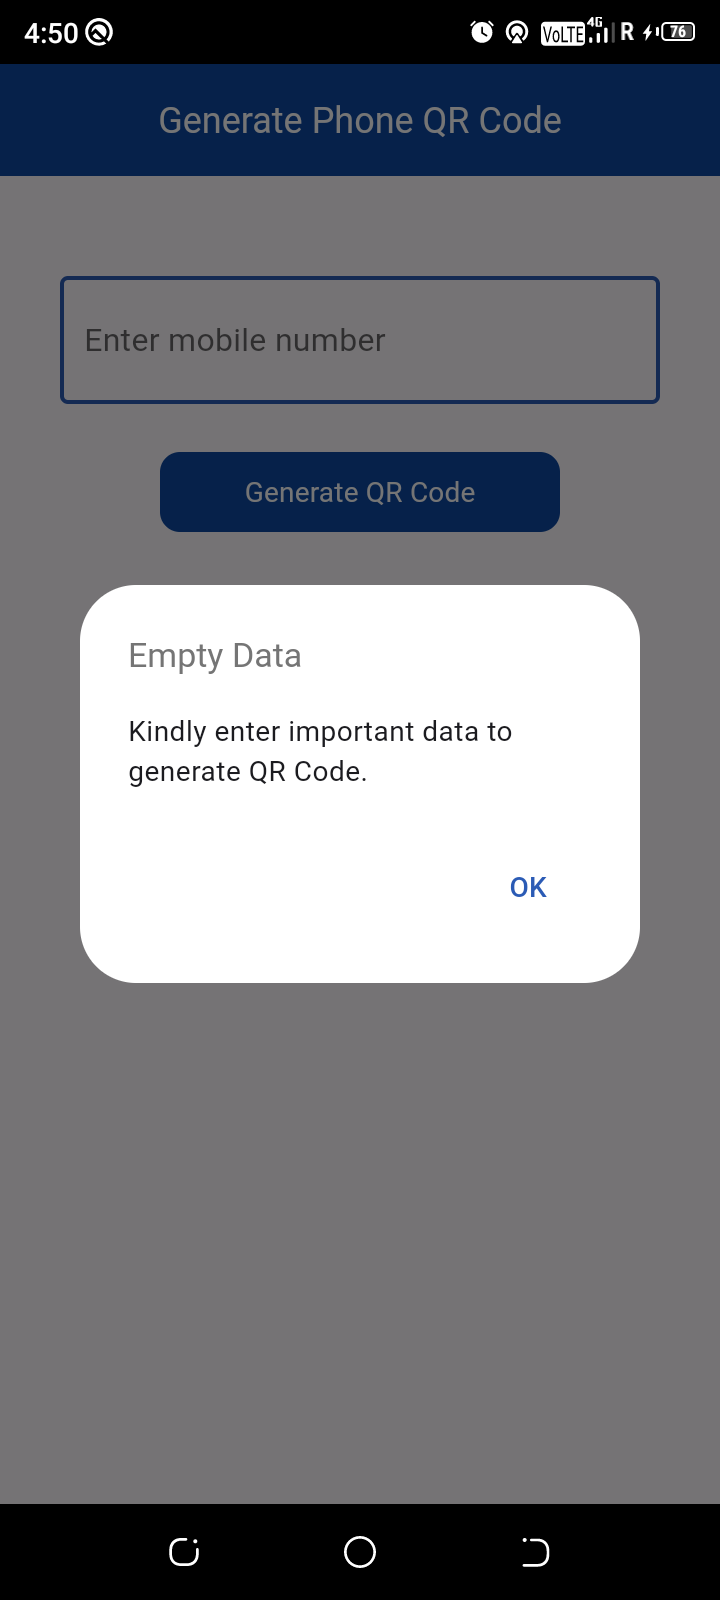 4:50
VoLTE 4G R 76
Generate Phone QR Code
Enter mobile number
Generate QR Code
Empty Data
Kindly enter important data to
generate QR Code.
OK